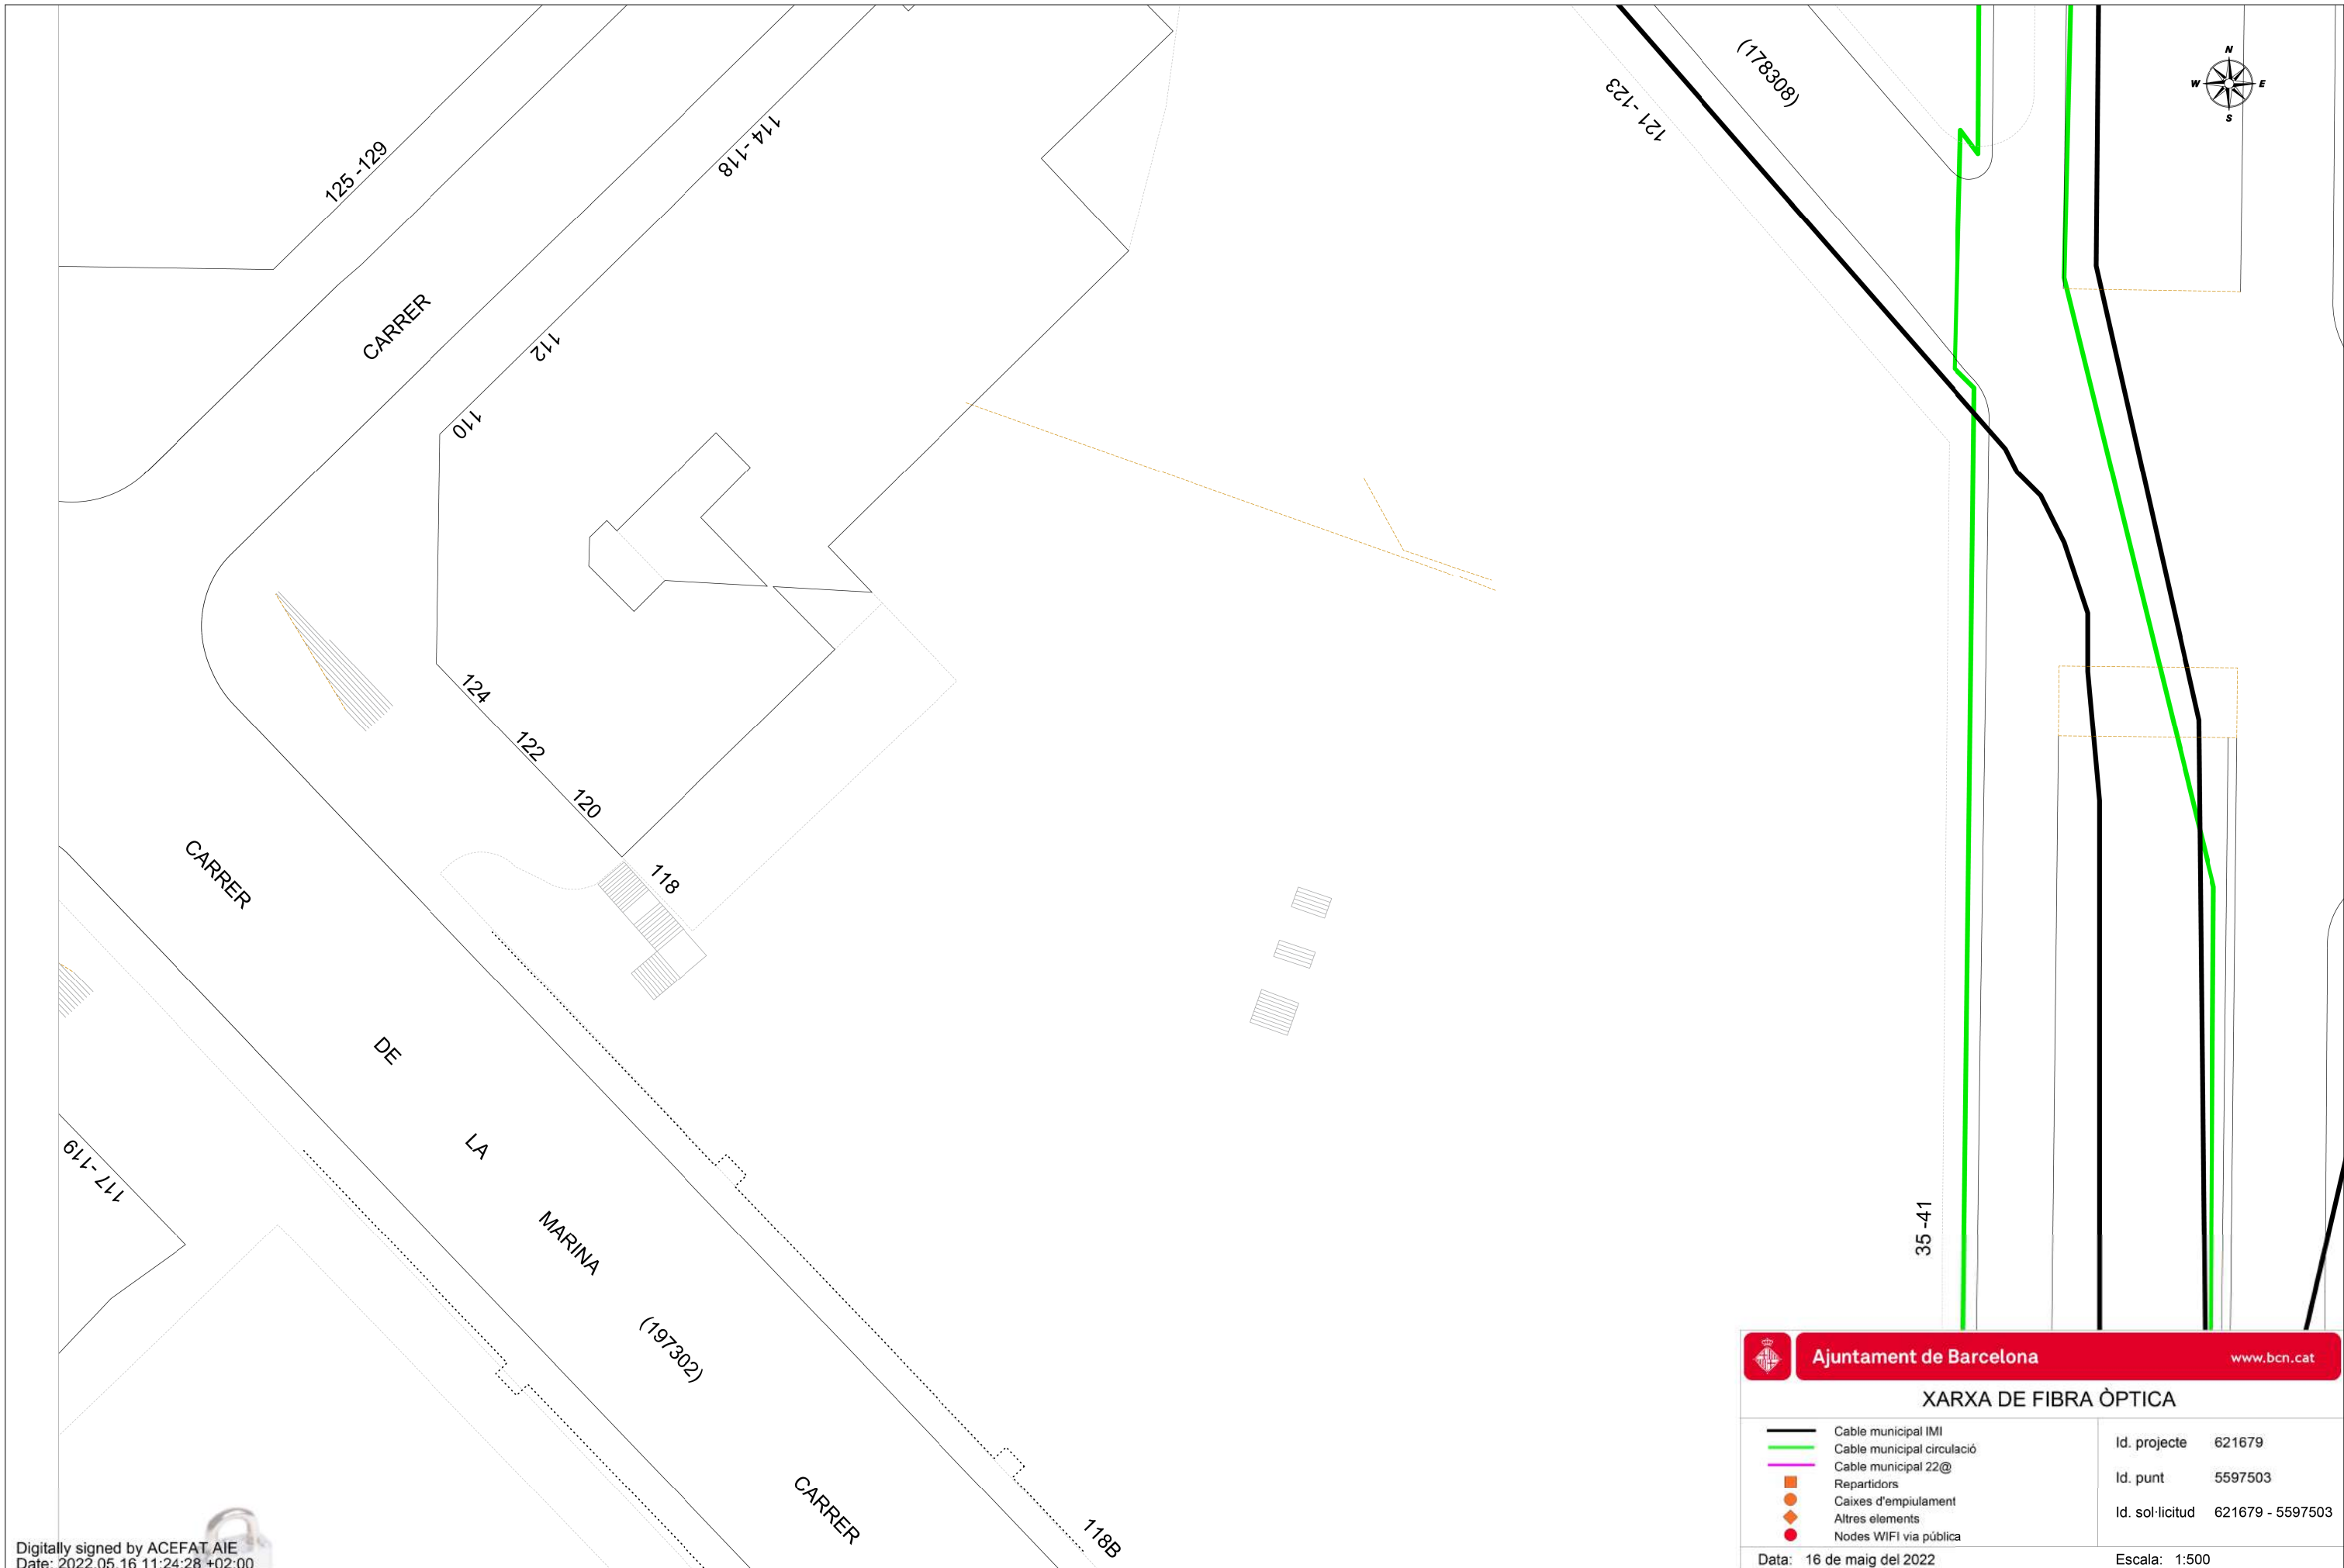 125 -129
CARRER
114 -118
112
110
121 -123
(178308)
N
W
E
S
124
122
120
118
CARRER
DE
LA
MARINA
(197302)
CARRER
117 -119
118B
35 -41
Ajuntament de Barcelona
www.bcn.cat
XARXA DE FIBRA ÒPTICA
Cable municipal IMI
Cable municipal circulació
Cable municipal 22@
Repartidors
Caixes d'empiulament
Altres elements
Nodes WIFI via pública
Id. projecte 621679
Id. punt 5597503
Id. sol·licitud 621679 - 5597503
Data: 16 de maig del 2022
Escala: 1:500
Digitally signed by ACEFAT AIE
Date: 2022.05.16 11:24:28 +02:00